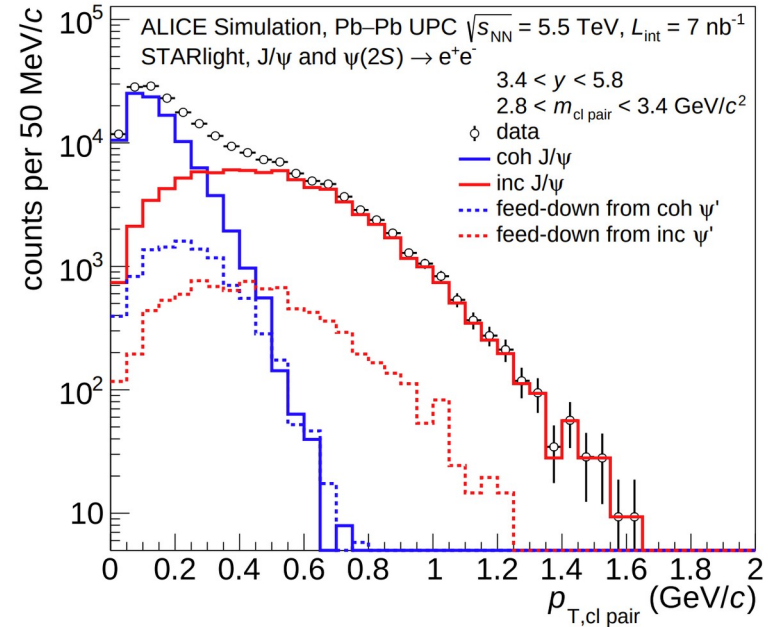 ALICE Simulation, Pb–Pb UPC √sNN = 5.5 TeV, Lint = 7 nb-1
STARlight, J/ψ and ψ(2S) → e+e-
3.4 < y < 5.8
2.8 < mcl pair < 3.4 GeV/c2
data
coh J/ψ
inc J/ψ
feed-down from coh ψ'
feed-down from inc ψ'
counts per 50 MeV/c
105
104
103
102
10
0 0.2 0.4 0.6 0.8 1 1.2 1.4 1.6 1.8 2
pT,cl pair (GeV/c)